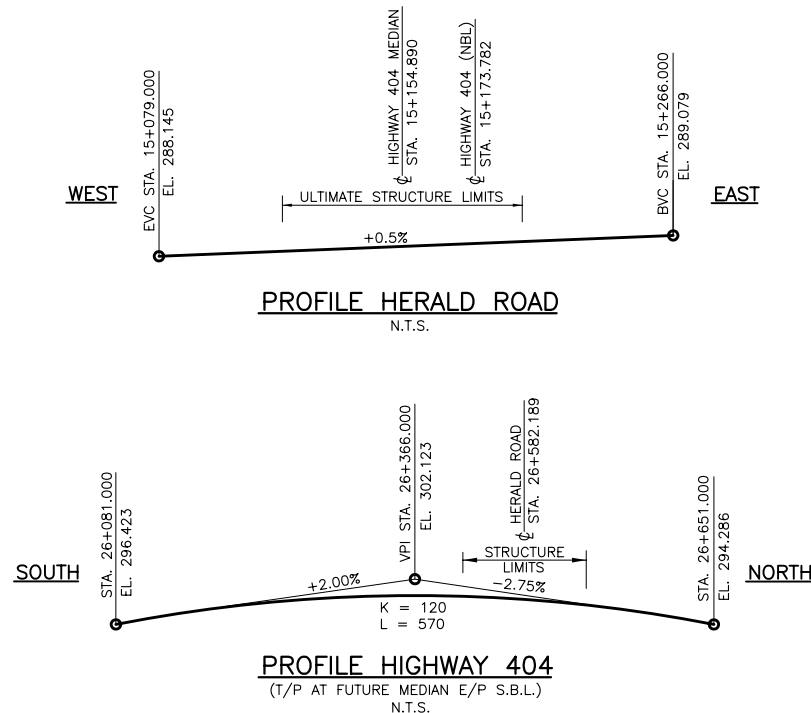 EVC STA. 15+079.000
EL. 288.145
℄ HIGHWAY 404 MEDIAN
STA. 15+154.890
℄ HIGHWAY 404 (NBL)
STA. 15+173.782
BVC STA. 15+266.000
EL. 289.079
WEST
ULTIMATE STRUCTURE LIMITS
EAST
+0.5%
PROFILE HERALD ROAD
N.T.S.
STA. 26+081.000
EL. 296.423
VPI STA. 26+366.000
EL. 302.123
℄ HERALD ROAD
STA. 26+582.189
STA. 26+651.000
EL. 294.286
SOUTH
STRUCTURE
LIMITS
NORTH
+2.00%
-2.75%
K = 120
L = 570
PROFILE HIGHWAY 404
(T/P AT FUTURE MEDIAN E/P S.B.L.)
N.T.S.